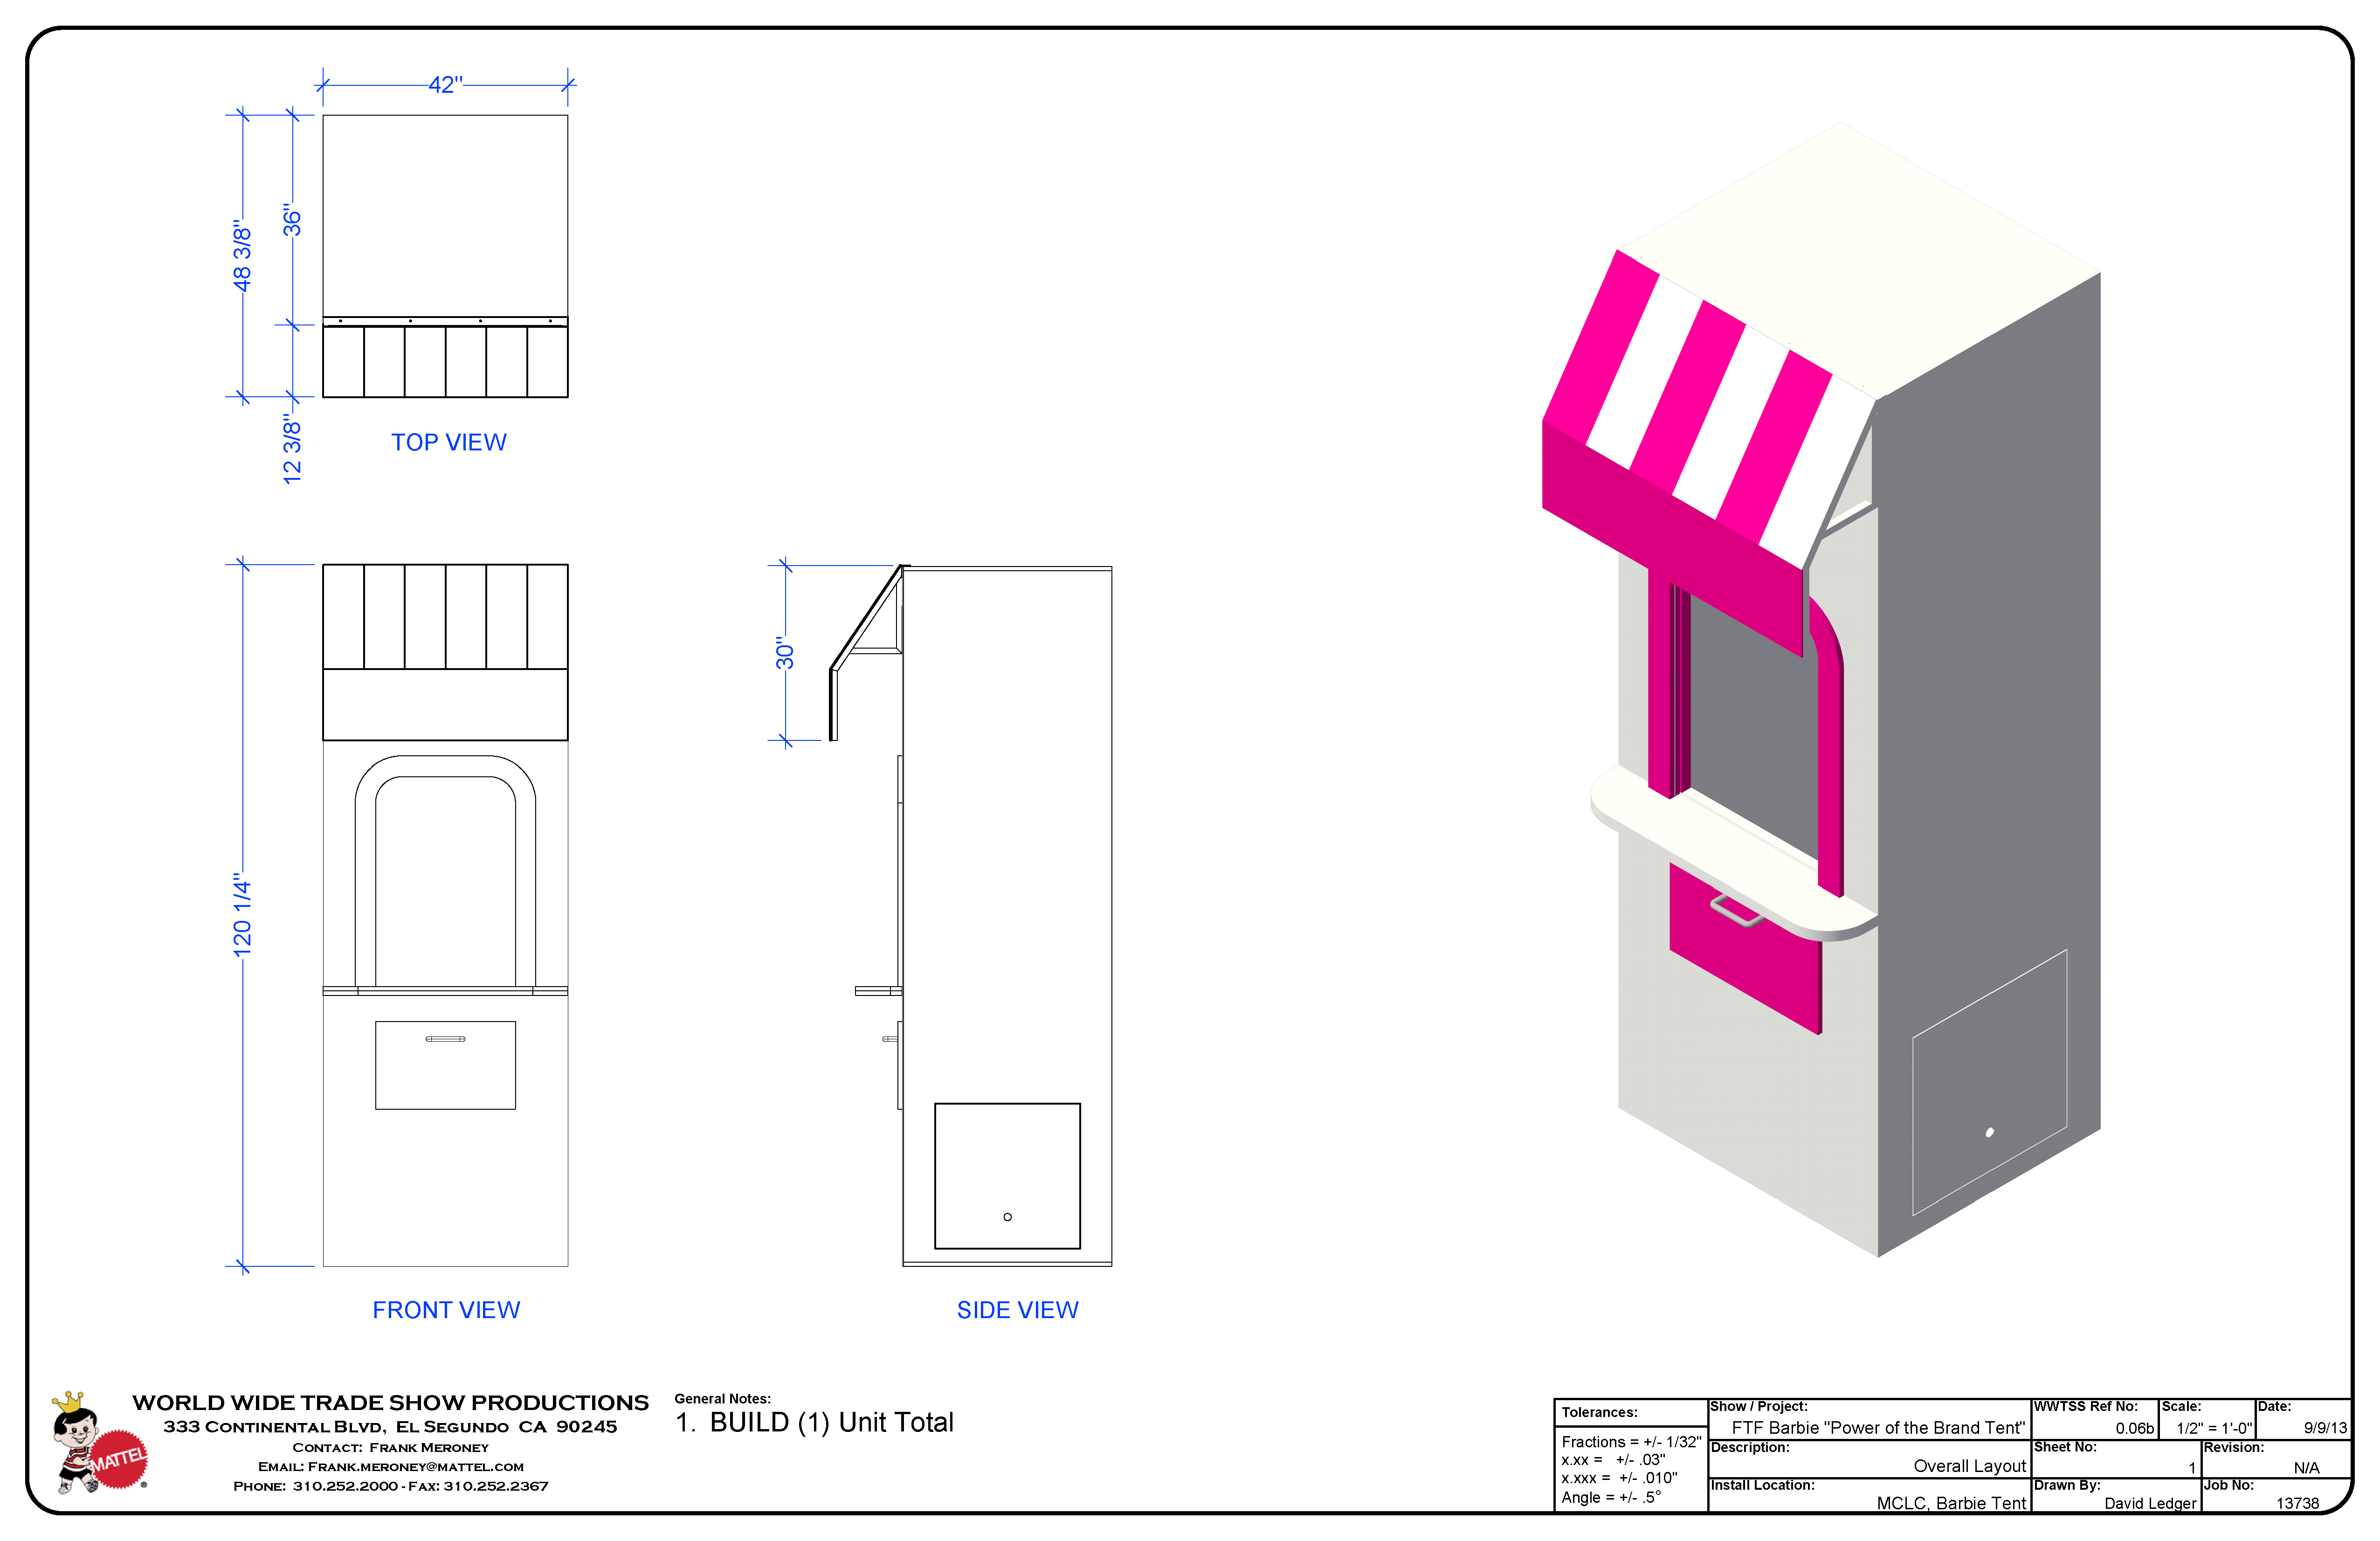 42"
48 3/8"
36"
12 3/8"
TOP VIEW
120 1/4"
30"
FRONT VIEW
SIDE VIEW
MATTEL
®
WORLD WIDE TRADE SHOW PRODUCTIONS
333 CONTINENTAL BLVD, EL SEGUNDO CA 90245
CONTACT: FRANK MERONEY
EMAIL: FRANK.MERONEY@MATTEL.COM
PHONE: 310.252.2000 - FAX: 310.252.2367
General Notes:
1. BUILD (1) Unit Total
Tolerances:
Fractions = +/- 1/32"
x.xx = +/- .03"
x.xxx = +/- .010"
Angle = +/- .5°
Show / Project:
FTF Barbie "Power of the Brand Tent"
WWTSS Ref No:
0.06b
Scale:
1/2" = 1'-0"
Date:
9/9/13
Description:
Overall Layout
Sheet No:
1
Revision:
N/A
Install Location:
MCLC, Barbie Tent
Drawn By:
David Ledger
Job No:
13738